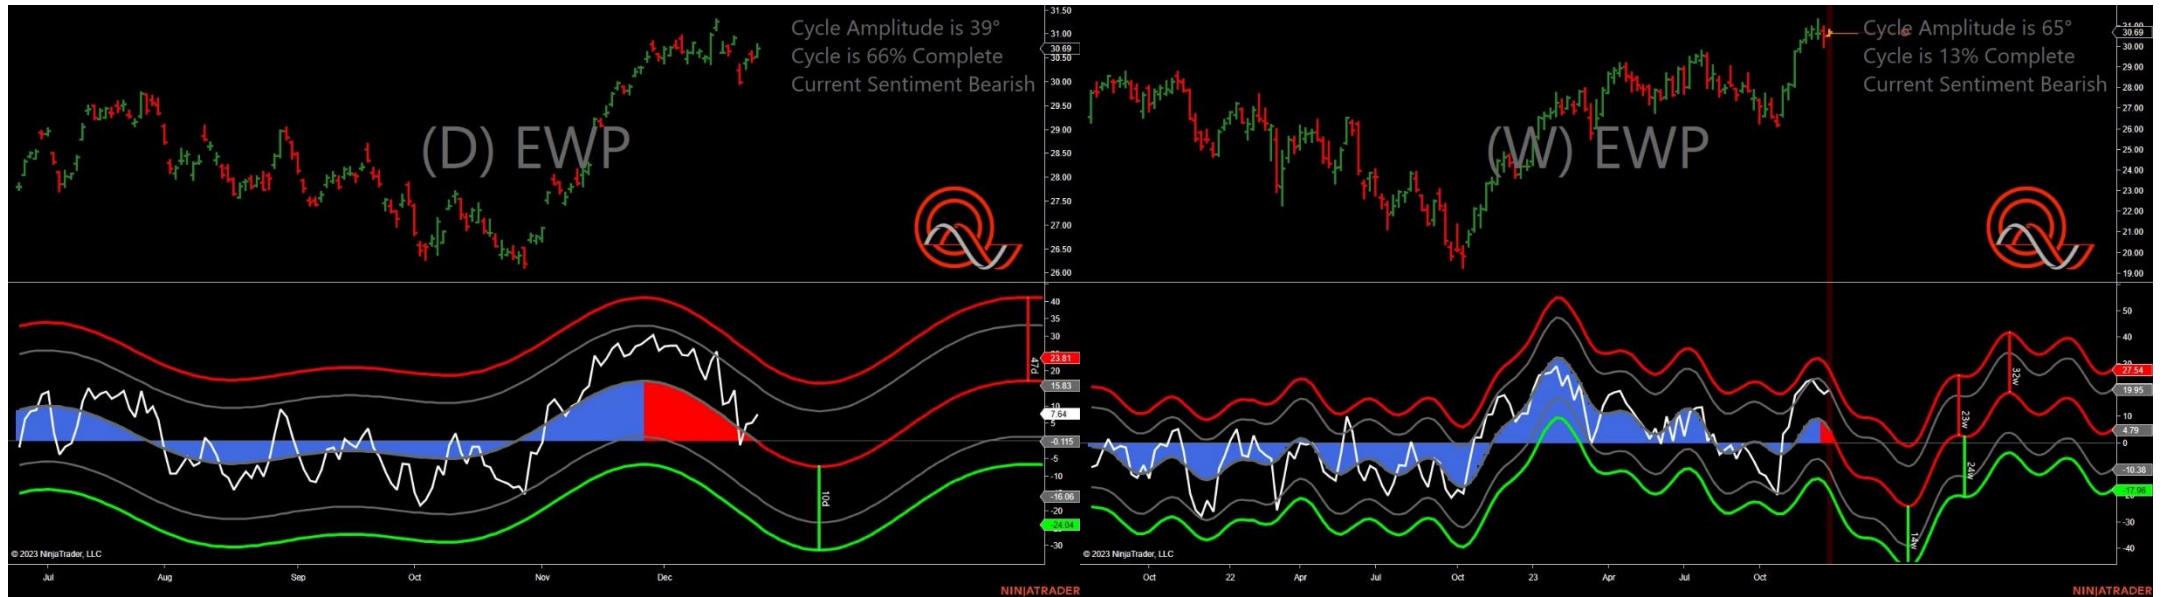 Cycle Amplitude is 39°
Cycle is 66% Complete
Current Sentiment Bearish
(D) EWP
31.50
31.00
30.69
30.50
30.00
29.50
29.00
28.50
28.00
27.50
27.00
26.50
26.00
40
35
30
23.81
20
15.83
10
7.64
5
-0.115
-5
-10
-16.06
-20
-24.04
-30
47d
10d
© 2023 NinjaTrader, LLC
Jul Aug Sep Oct Nov Dec
NINJATRADER
Cycle Amplitude is 65°
Cycle is 13% Complete
Current Sentiment Bearish
(W) EWP
31.00
30.69
30.00
29.00
28.00
27.00
26.00
25.00
24.00
23.00
22.00
21.00
20.00
19.00
50
40
27.54
19.95
10
4.79
0
-10.38
-17.96
-30
-40
23w
32w
24w
14w
© 2023 NinjaTrader, LLC
Oct 22 Apr Jul Oct 23 Apr Jul Oct
NINJATRADER